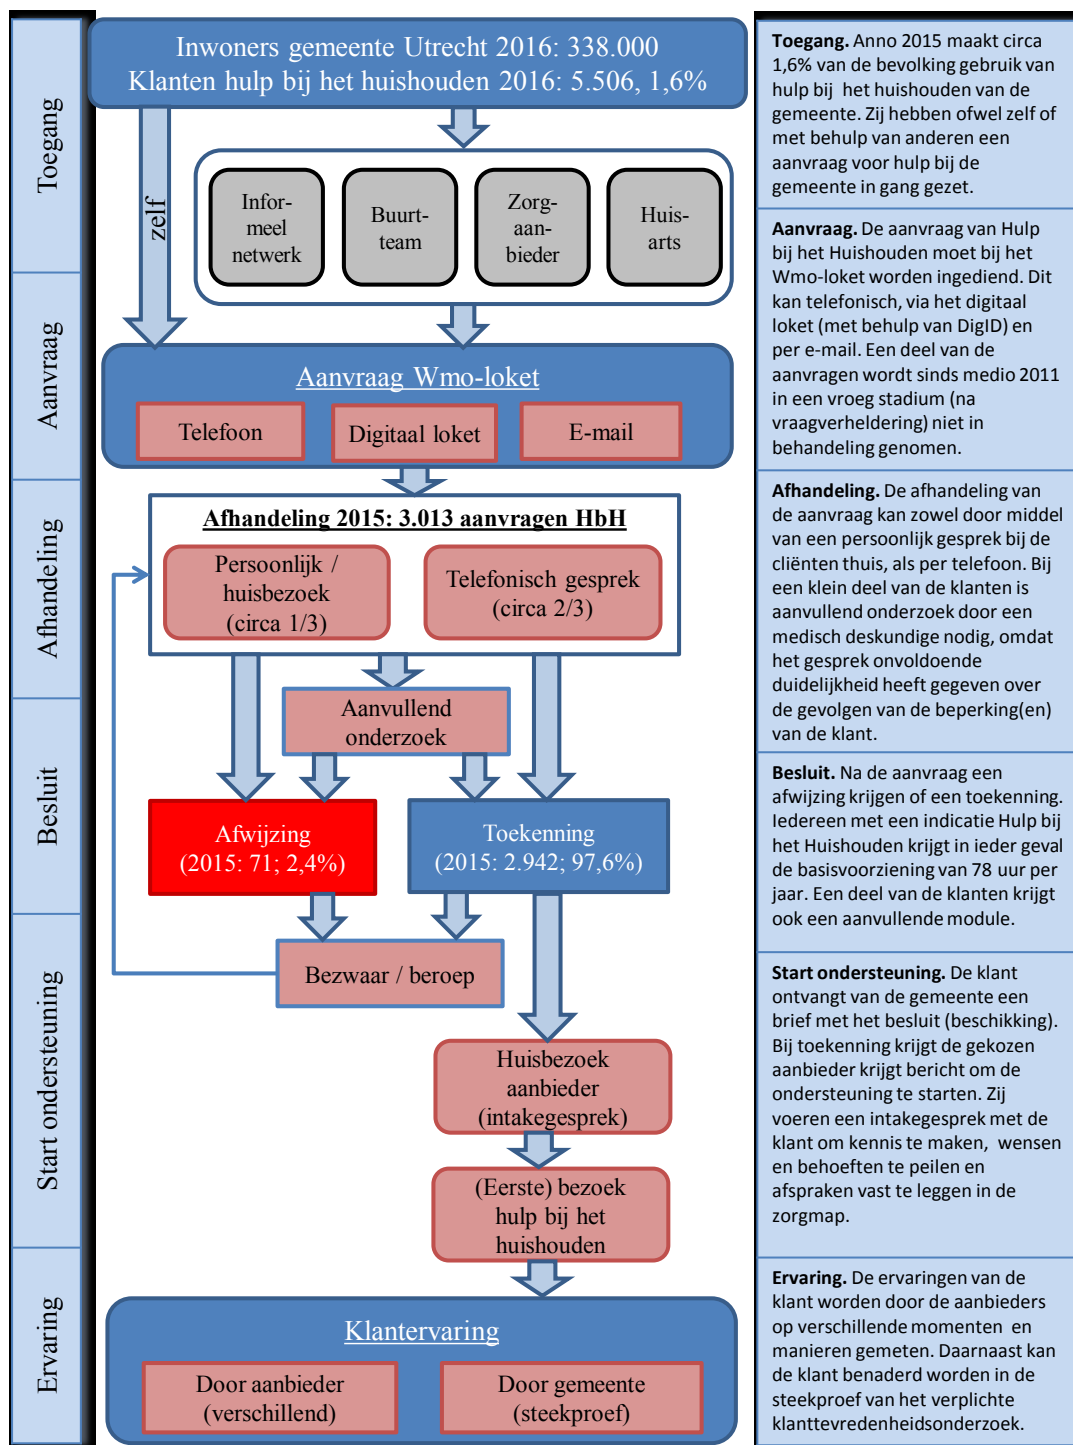 Toegang
Aanvraag
Afhandeling
Besluit
Start ondersteuning
Ervaring
Inwoners gemeente Utrecht 2016: 338.000
Klanten hulp bij het huishouden 2016: 5.506, 1,6%
zelf
Infor-
meel
netwerk
Buurt-
team
Zorg-
aan-
bieder
Huis-
arts
Aanvraag Wmo-loket
Telefoon
Digitaal loket
E-mail
Afhandeling 2015: 3.013 aanvragen HbH
Persoonlijk /
huisbezoek
(circa 1/3)
Telefonisch gesprek
(circa 2/3)
Aanvullend
onderzoek
Afwijzing
(2015: 71; 2,4%)
Toekenning
(2015: 2.942; 97,6%)
Bezwaar / beroep
Huisbezoek
aanbieder
(intakegesprek)
(Eerste) bezoek
hulp bij het
huishouden
Klantervaring
Door aanbieder
(verschillend)
Door gemeente
(steekproef)
Toegang. Anno 2015 maakt circa
1,6% van de bevolking gebruik van
hulp bij het huishouden van de
gemeente. Zij hebben ofwel zelf of
met behulp van anderen een
aanvraag voor hulp bij de
gemeente in gang gezet.
Aanvraag. De aanvraag van Hulp
bij het Huishouden moet bij het
Wmo-loket worden ingediend. Dit
kan telefonisch, via het digitaal
loket (met behulp van DigID) en
per e-mail. Een deel van de
aanvragen wordt sinds medio 2011
in een vroeg stadium (na
vraagverheldering) niet in
behandeling genomen.
Afhandeling. De afhandeling van
de aanvraag kan zowel door middel
van een persoonlijk gesprek bij de
cliënten thuis, als per telefoon. Bij
een klein deel van de klanten is
aanvullend onderzoek door een
medisch deskundige nodig, omdat
het gesprek onvoldoende
duidelijkheid heeft gegeven over
de gevolgen van de beperking(en)
van de klant.
Besluit. Na de aanvraag een
afwijzing krijgen of een toekenning.
Iedereen met een indicatie Hulp bij
het Huishouden krijgt in ieder geval
de basisvoorziening van 78 uur per
jaar. Een deel van de klanten krijgt
ook een aanvullende module.
Start ondersteuning. De klant
ontvangt van de gemeente een
brief met het besluit (beschikking).
Bij toekenning krijgt de gekozen
aanbieder krijgt bericht om de
ondersteuning te starten. Zij
voeren een intakegesprek met de
klant om kennis te maken, wensen
en behoeften te peilen en
afspraken vast te leggen in de
zorgmap.
Ervaring. De ervaringen van de
klant worden door de aanbieders
op verschillende momenten en
manieren gemeten. Daarnaast kan
de klant benaderd worden in de
steekproef van het verplichte
klanttevredenheidsonderzoek.